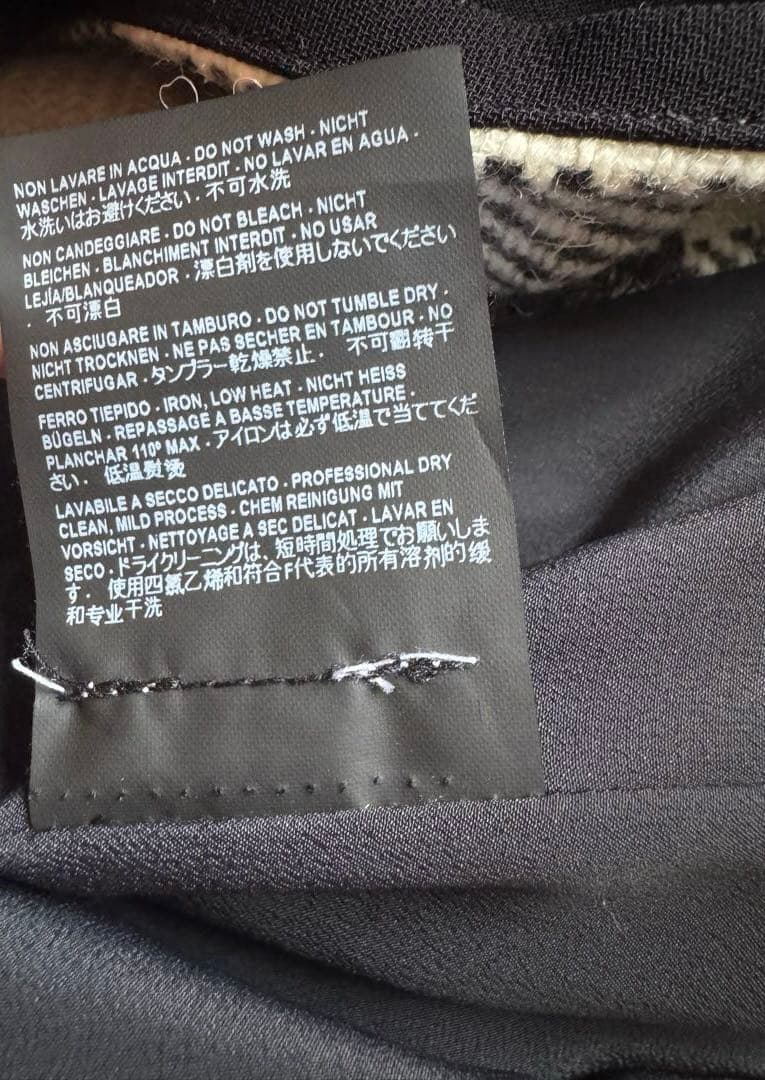 NON LAVARE IN ACQUA . DO NOT WASH . NICHT
WASCHEN . LAVAGE INTERDIT . NO LAVAR EN AGUA .
水洗いはお避けください . 不可水洗
NON CANDEGGIARE . DO NOT BLEACH . NICHT
BLEICHEN . BLANCHIMENT INTERDIT . NO USAR
LEJÍA/BLANQUEADOR . 漂白剤を使用しないでください
. 不可漂白
NON ASCIUGARE IN TAMBURO . DO NOT TUMBLE DRY .
NICHT TROCKNEN . NE PAS SECHER EN TAMBOUR . NO
CENTRIFUGAR . タンブラー乾燥禁止 . 不可翻转干
FERRO TIEPIDO . IRON, LOW HEAT . NICHT HEISS
BÜGELN . REPASSAGE A BASSE TEMPERATURE .
PLANCHAR 110º MAX . アイロンは必ず低温で当ててくだ
さい . 低温熨烫
LAVABILE A SECCO DELICATO . PROFESSIONAL DRY
CLEAN, MILD PROCESS . CHEM REINIGUNG MIT
VORSICHT . NETTOYAGE A SEC DELICAT . LAVAR EN
SECO . ドライクリーニングは、短時間処理でお願いしま
す . 使用四氯乙烯和符合F代表的所有溶剂的缓
和专业干洗